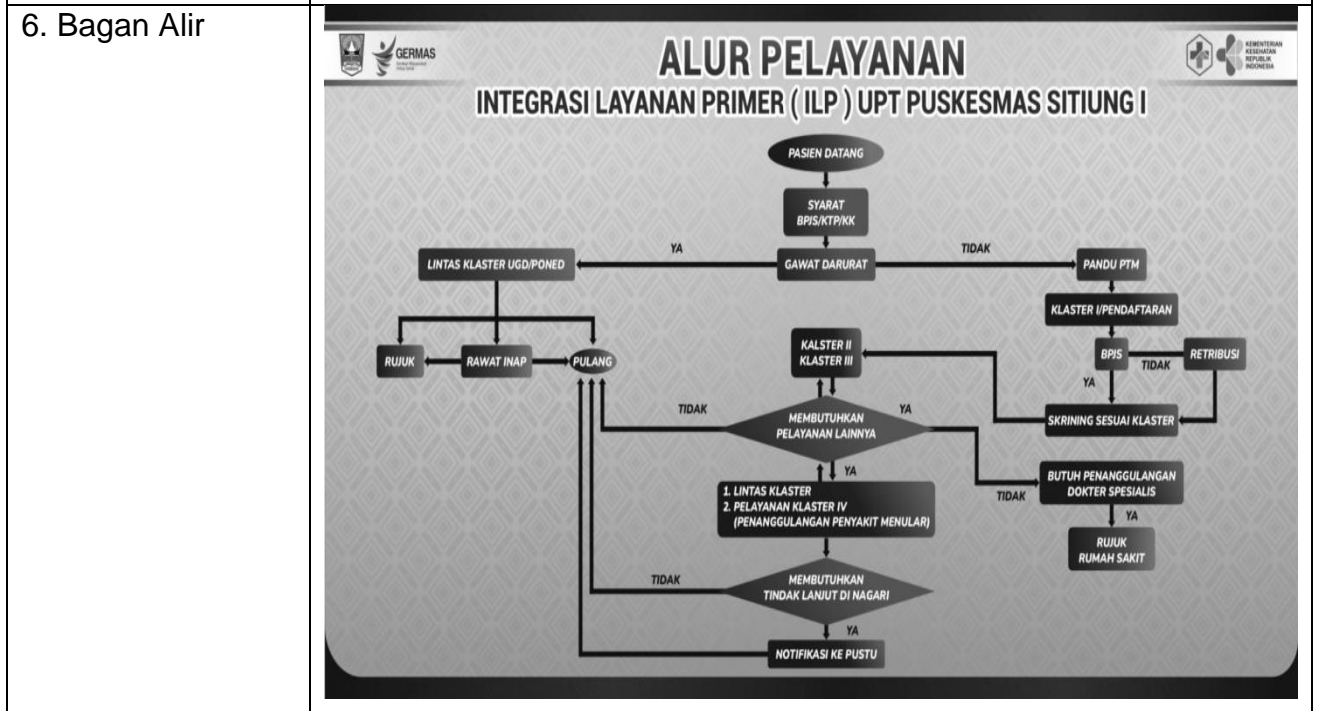 6. Bagan Alir
GERMAS
ALUR PELAYANAN
KEMENTERIAN
KESEHATAN
REPUBLIK
INDONESIA
INTEGRASI LAYANAN PRIMER ( ILP ) UPT PUSKESMAS SITIUNG I
PASIEN DATANG
SYARAT
BPJS/KTP/KK
YA
TIDAK
LINTAS KLASTER UGD/PONED
GAWAT DARURAT
PANDU PTM
KLASTER I/PENDAFTARAN
RUJUK
RAWAT INAP
PULANG
KALSTER II
KLASTER III
BPJS
TIDAK
RETRIBUSI
YA
TIDAK
MEMBUTUHKAN
PELAYANAN LAINNYA
YA
SKRINING SESUAI KLASTER
YA
1. LINTAS KLASTER
2. PELAYANAN KLASTER IV
(PENANGGULANGAN PENYAKIT MENULAR)
TIDAK
BUTUH PENANGGULANGAN
DOKTER SPESIALIS
YA
RUJUK
RUMAH SAKIT
TIDAK
MEMBUTUHKAN
TINDAK LANJUT DI NAGARI
YA
NOTIFIKASI KE PUSTU